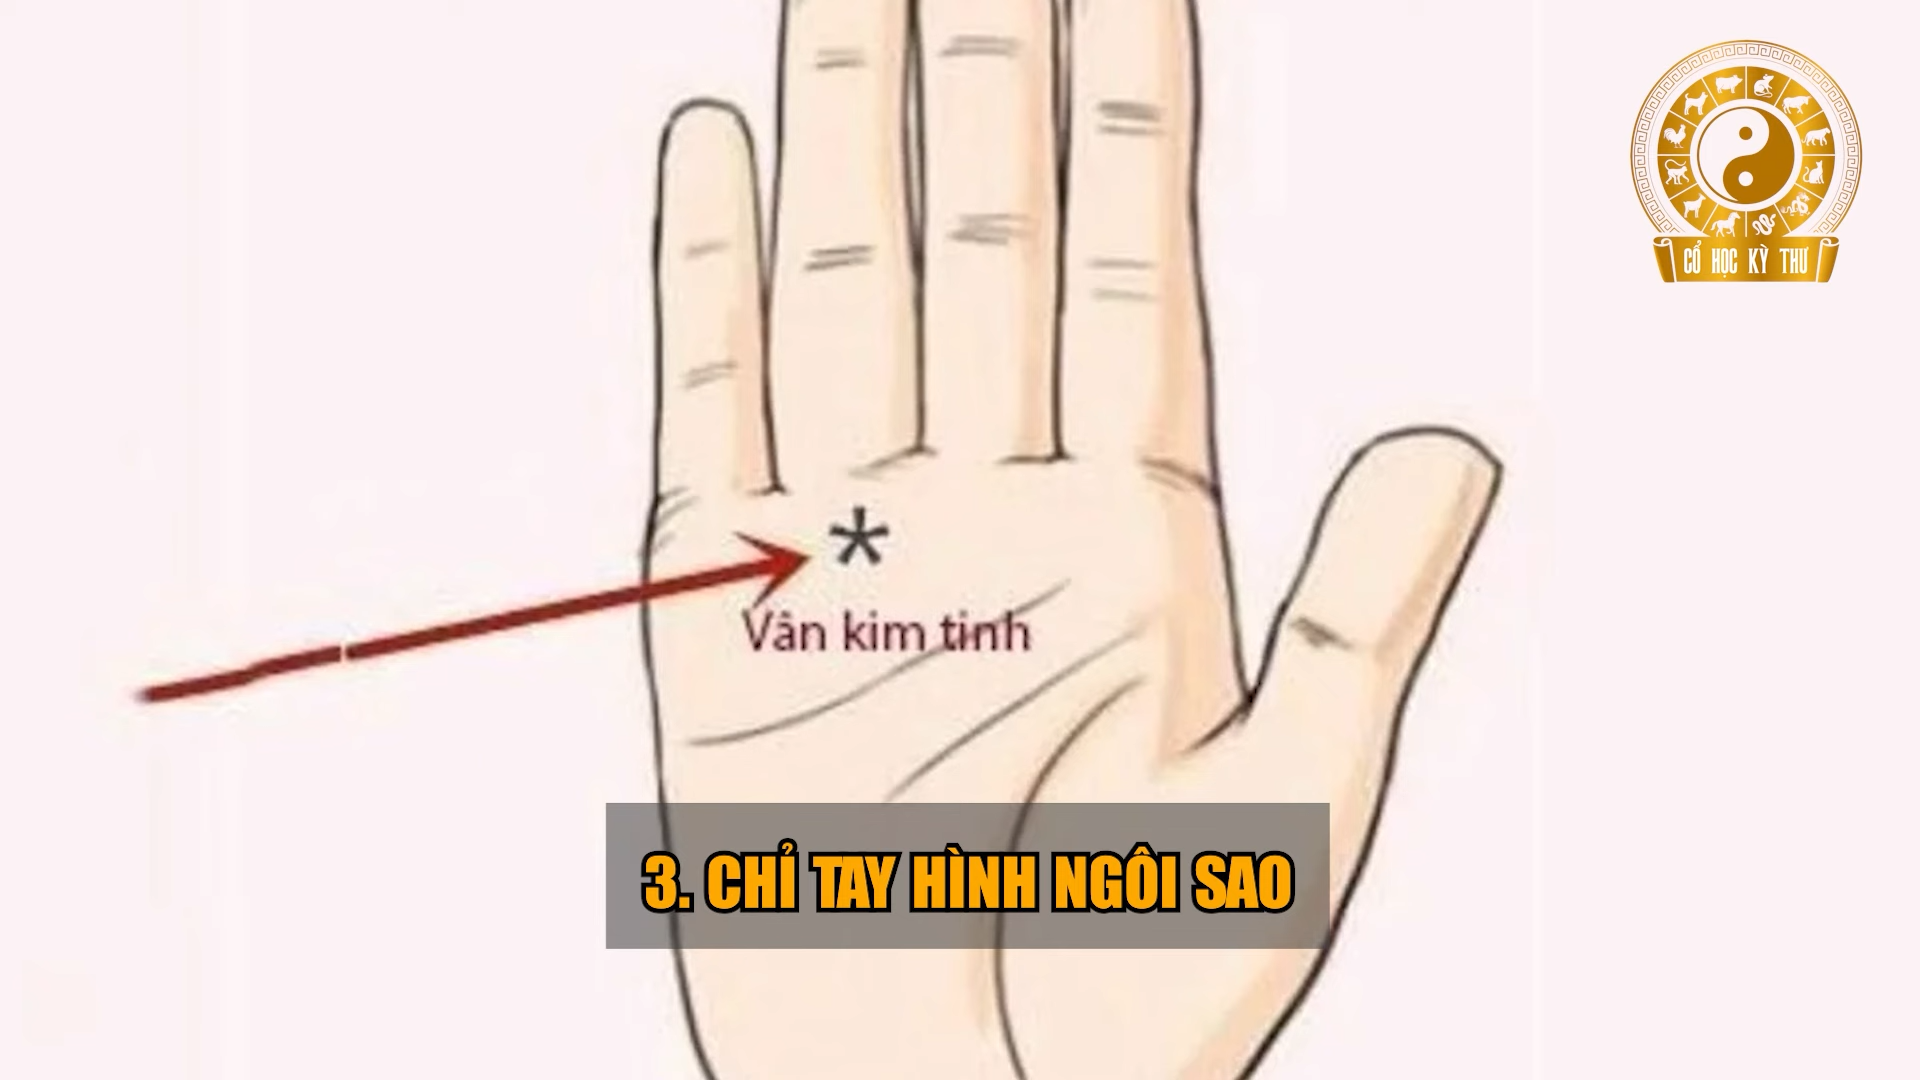 CỔ HỌC KỲ THƯ
Vân kim tinh
3. CHỈ TAY HÌNH NGÔI SAO